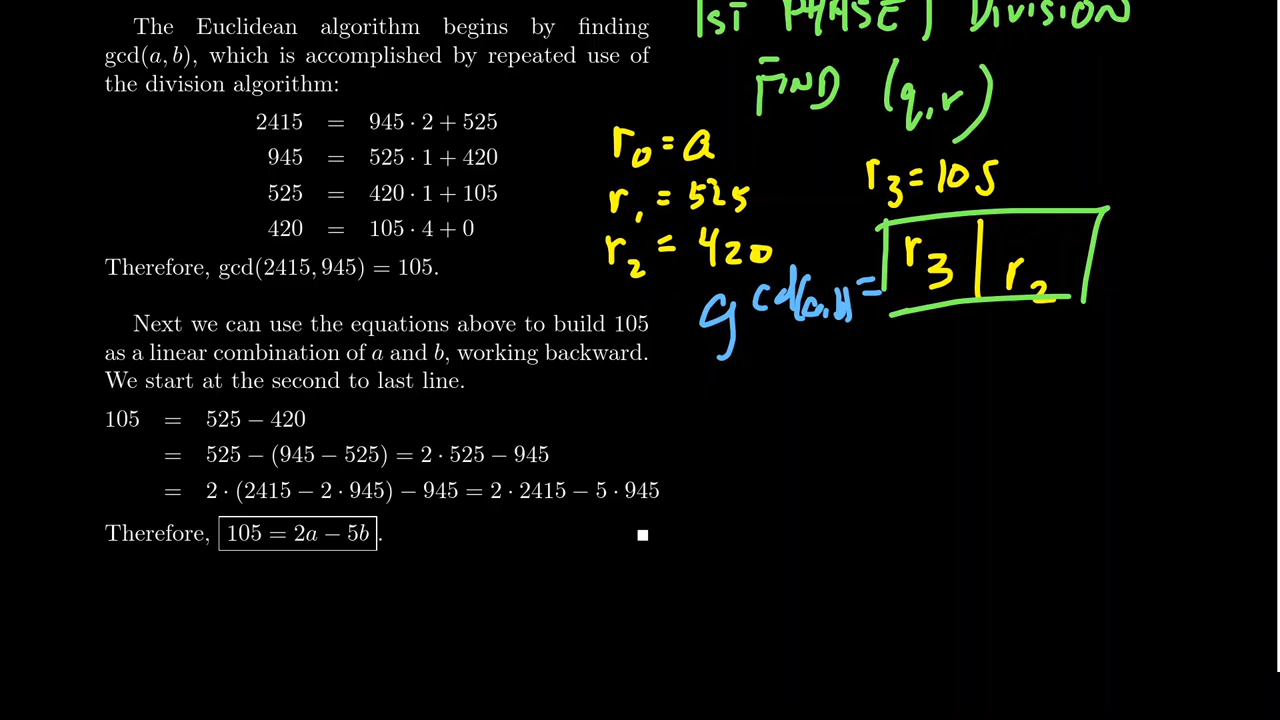 The Euclidean algorithm begins by finding
gcd(a, b), which is accomplished by repeated use of
the division algorithm:
2415 = 945 · 2 + 525
945 = 525 · 1 + 420
525 = 420 · 1 + 105
420 = 105 · 4 + 0
Therefore, gcd(2415, 945) = 105.
Next we can use the equations above to build 105
as a linear combination of a and b, working backward.
We start at the second to last line.
105 = 525 − 420
= 525 − (945 − 525) = 2 · 525 − 945
= 2 · (2415 − 2 · 945) − 945 = 2 · 2415 − 5 · 945
Therefore, 105 = 2a − 5b. ■
1ST PHASE) DIVISION
FIND (q,r)
r₀ = a
r₁ = 525
r₂ = 420
r₃ = 105
r₃ | r₂
gcd(a,b) =